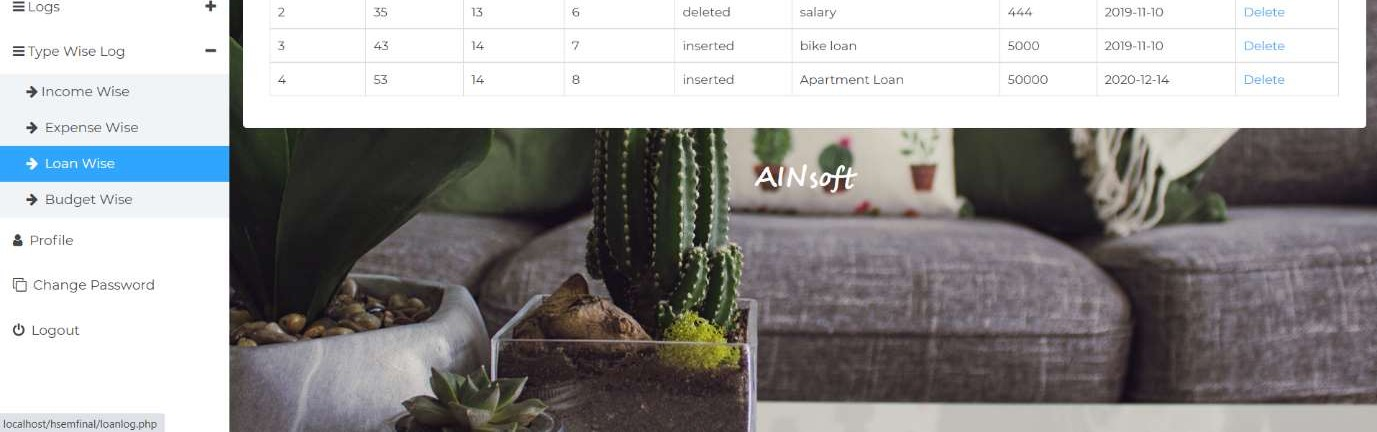 Logs
2 35 13 6 deleted salary 444 2019-11-10 Delete
Type Wise Log
3 43 14 7 inserted bike loan 5000 2019-11-10 Delete
4 53 14 8 inserted Apartment Loan 50000 2020-12-14 Delete
Income Wise
Expense Wise
Loan Wise
Budget Wise
Profile
Change Password
Logout
AINsoft
localhost/hsemfinal/loanlog.php